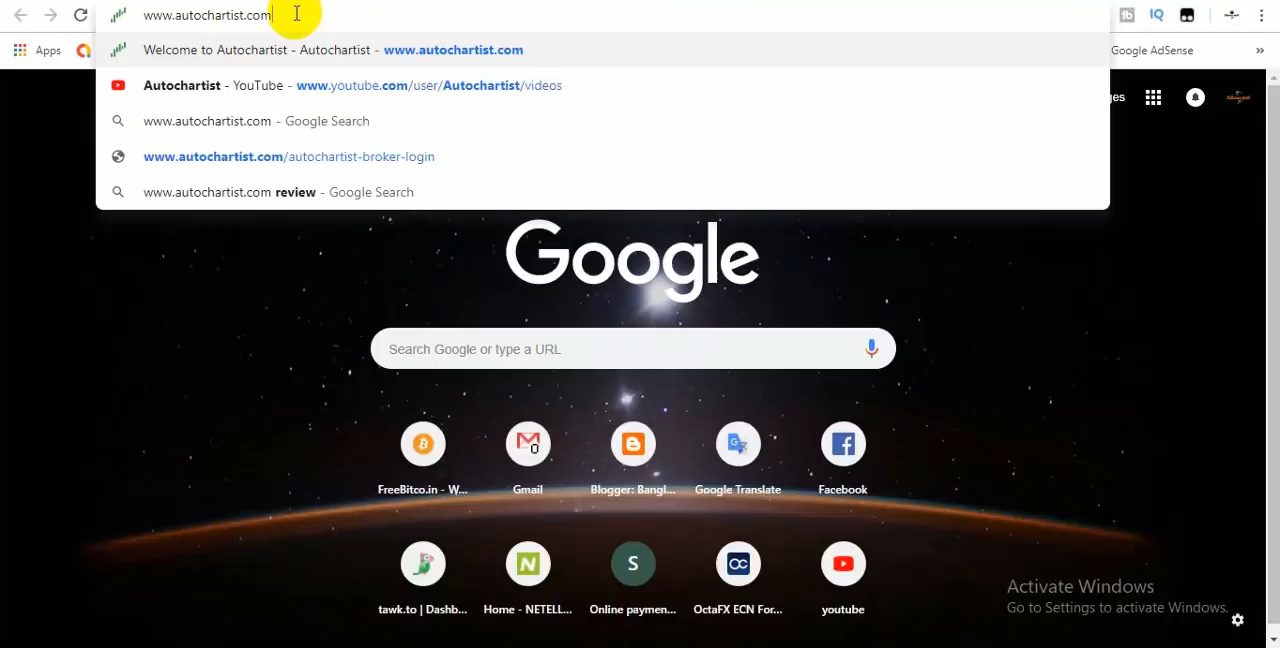 www.autochartist.com
Apps
Welcome to Autochartist - Autochartist - www.autochartist.com
Google AdSense
»
Autochartist - YouTube - www.youtube.com/user/Autochartist/videos
www.autochartist.com - Google Search
www.autochartist.com/autochartist-broker-login
www.autochartist.com review - Google Search
Google
Search Google or type a URL
FreeBitco.in - W...
Gmail
Blogger: Bangl...
Google Translate
Facebook
tawk.to | Dashb...
Home - NETELL...
Online paymen...
OctaFX ECN For...
youtube
Activate Windows
Go to Settings to activate Windows.